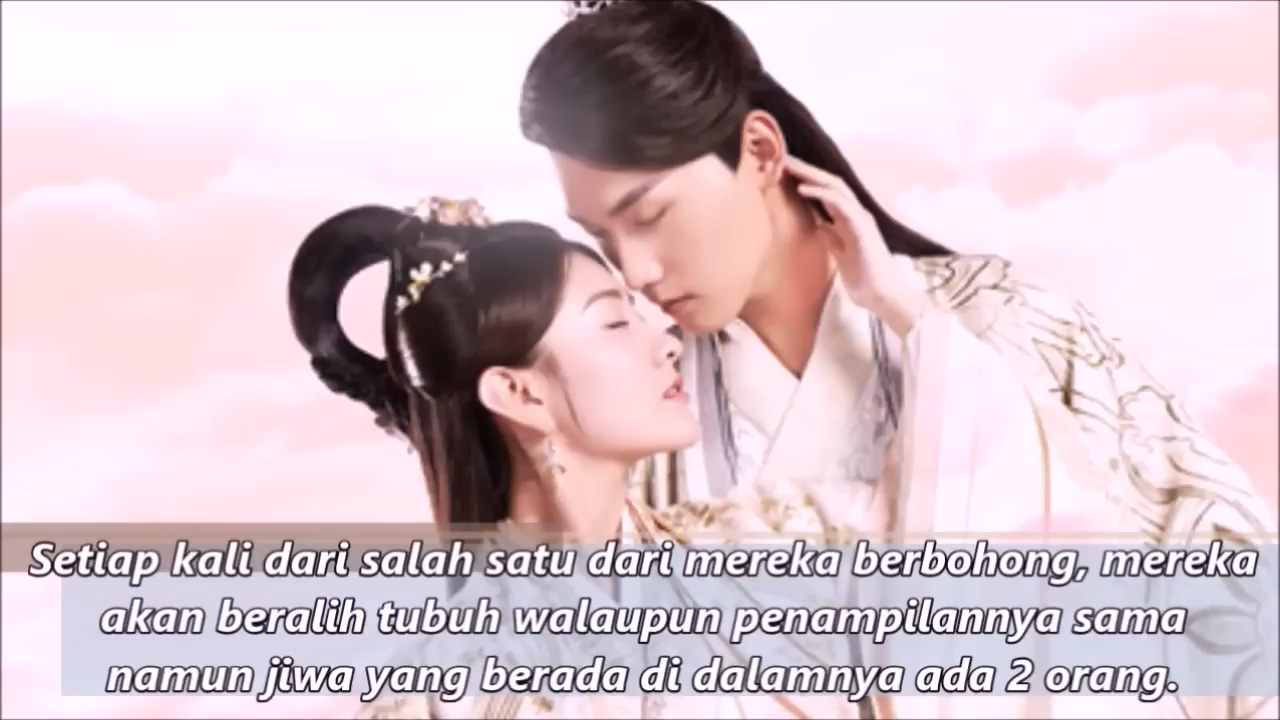 Setiap kali dari salah satu dari mereka berbohong, mereka
akan beralih tubuh walaupun penampilannya sama
namun jiwa yang berada di dalamnya ada 2 orang.